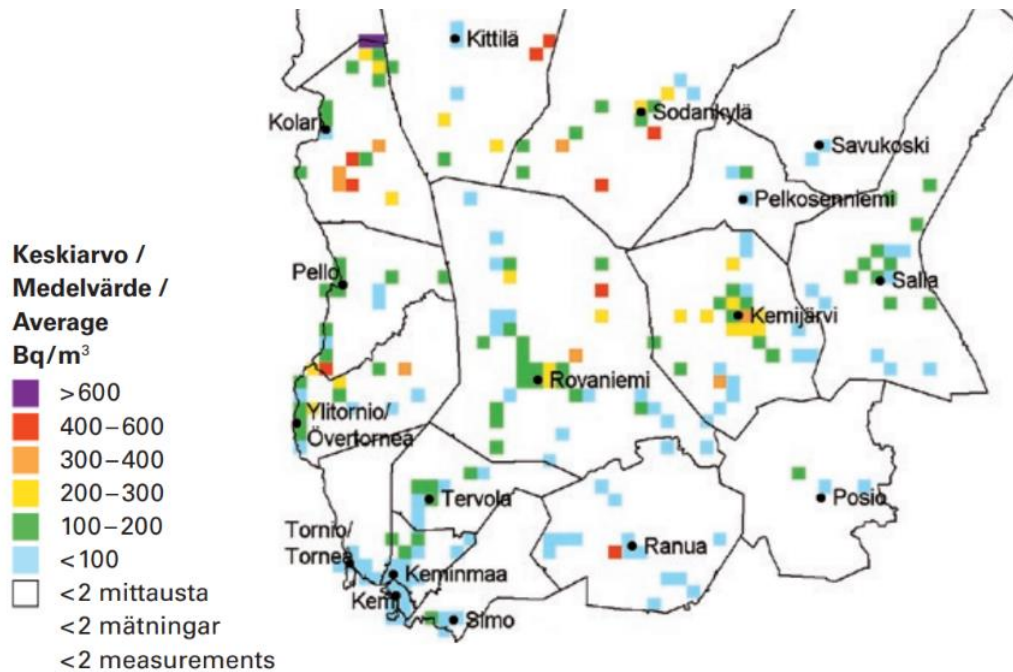 Kittilä
Kolari
Sodankylä
Savukoski
Pelkosenniemi
Pello
Salla
Kemijärvi
Rovaniemi
Ylitornio/
Övertorneå
Tervola
Posio
Tornio/
Torneå
Ranua
Keminmaa
Kemi
Simo
Keskiarvo /
Medelvärde /
Average
Bq/m³
>600
400–600
300–400
200–300
100–200
<100
<2 mittausta
<2 mätningar
<2 measurements